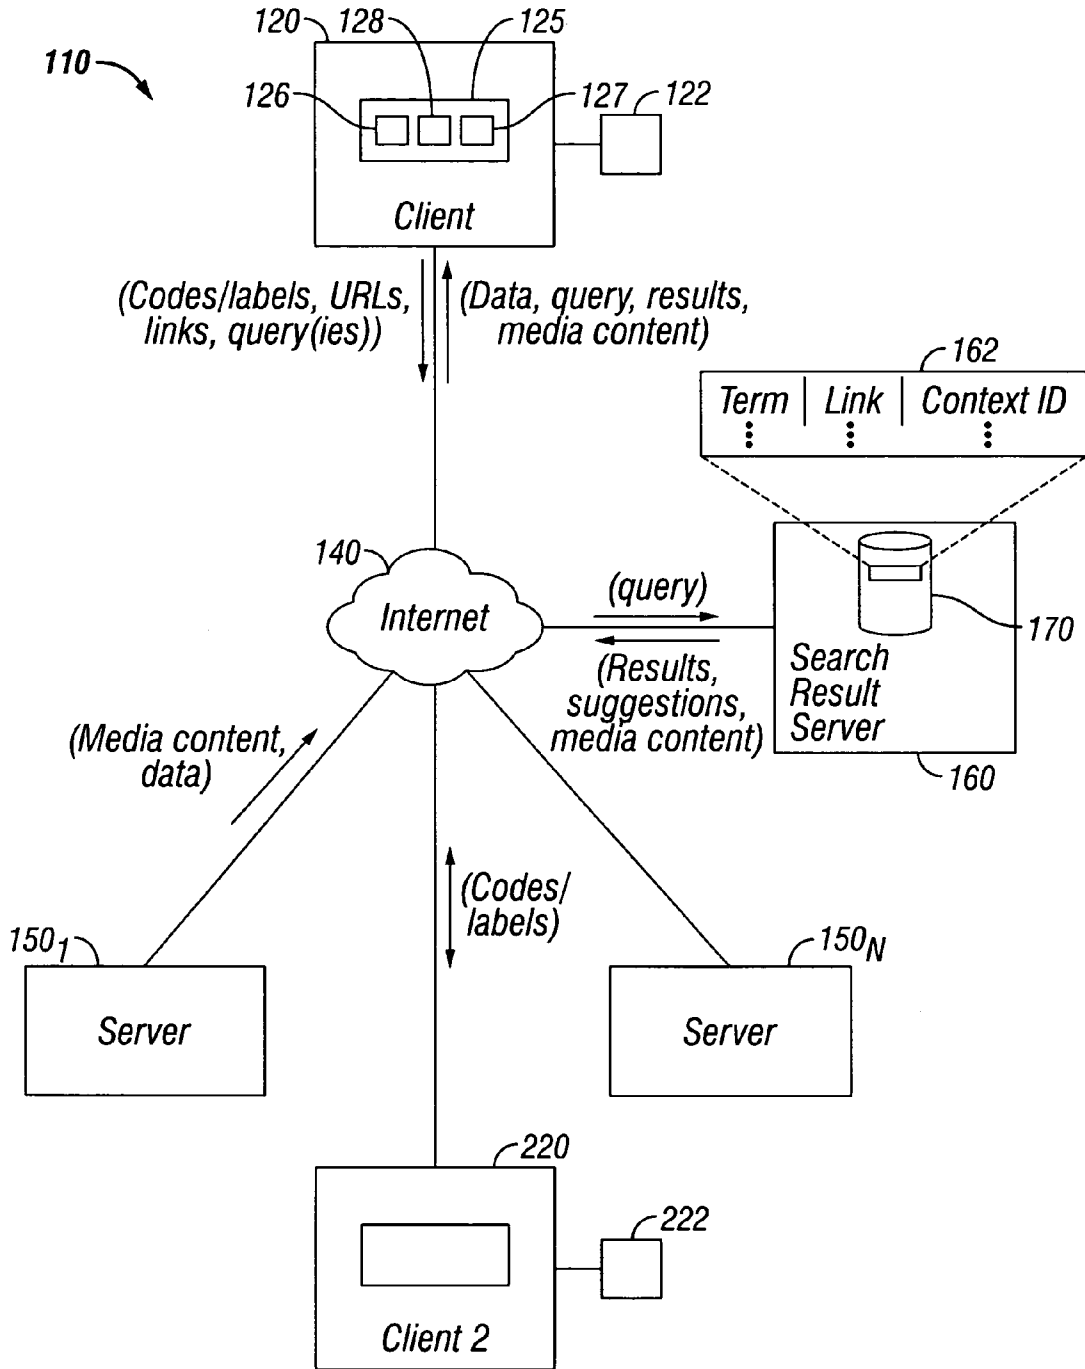 110
120
128
125
126
127
122
Client
(Codes/labels, URLs,
links, query(ies))
(Data, query, results,
media content)
162
Term | Link | Context ID
140
Internet
(query)
(Results,
suggestions,
media content)
170
Search
Result
Server
160
(Media content,
data)
(Codes/
labels)
150₁
Server
150N
Server
220
222
Client 2